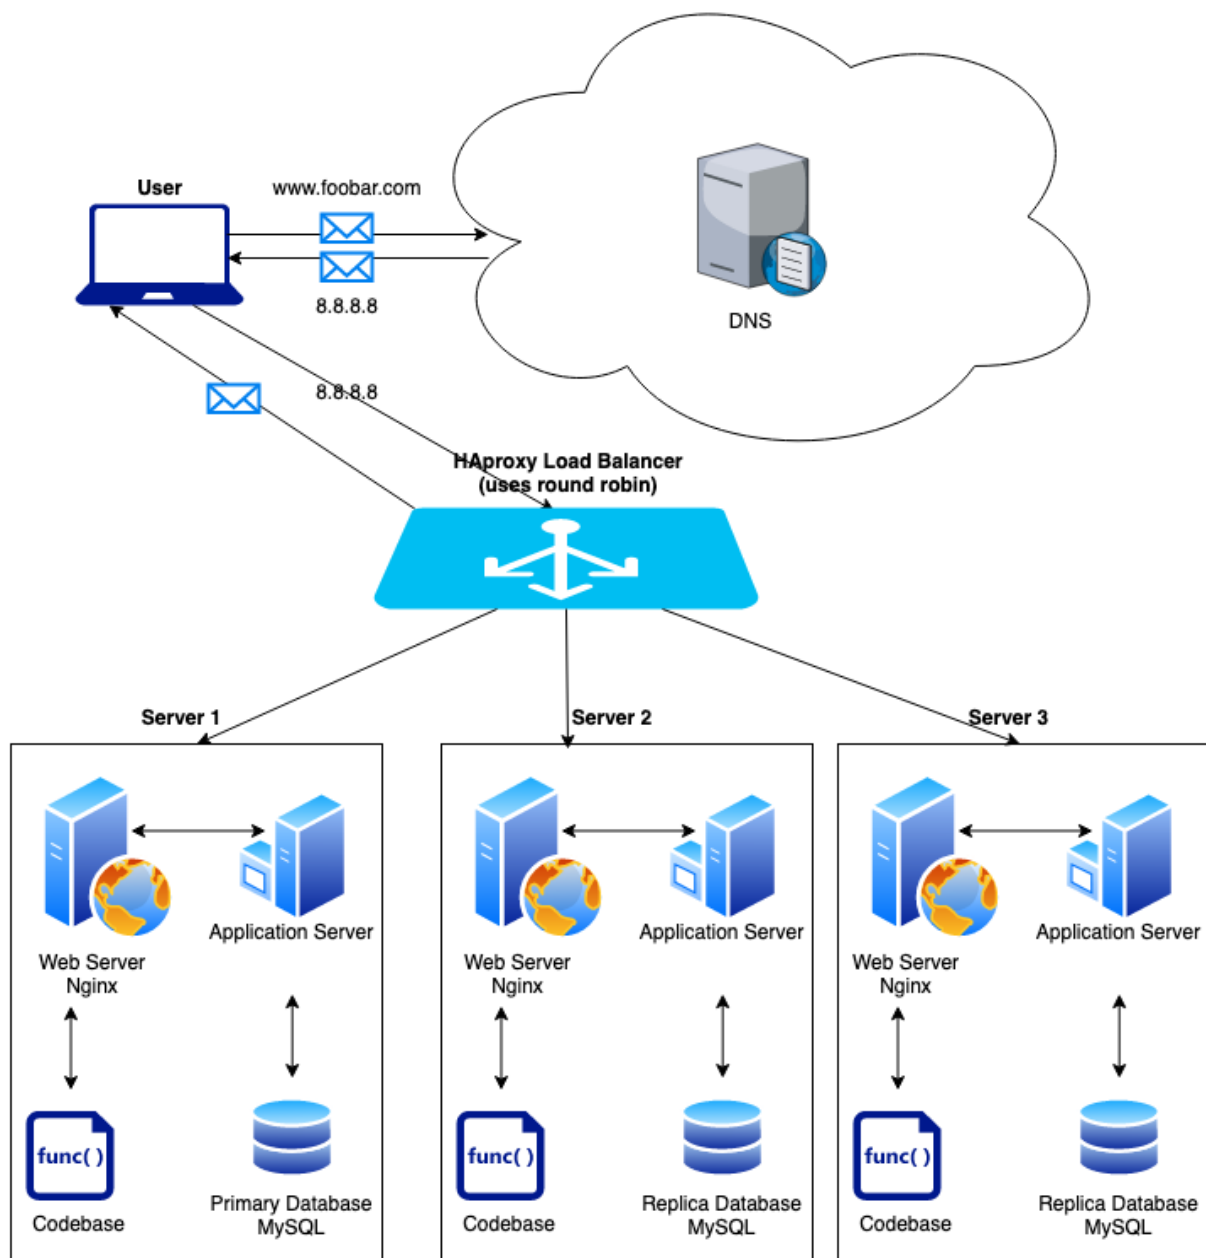 User
www.foobar.com
8.8.8.8
DNS
8.8.8.8
HAproxy Load Balancer
(uses round robin)
Server 1
Server 2
Server 3
Application Server
Web Server
Nginx
Application Server
Web Server
Nginx
Application Server
Web Server
Nginx
func( )
Codebase
Primary Database
MySQL
func( )
Codebase
Replica Database
MySQL
func( )
Codebase
Replica Database
MySQL